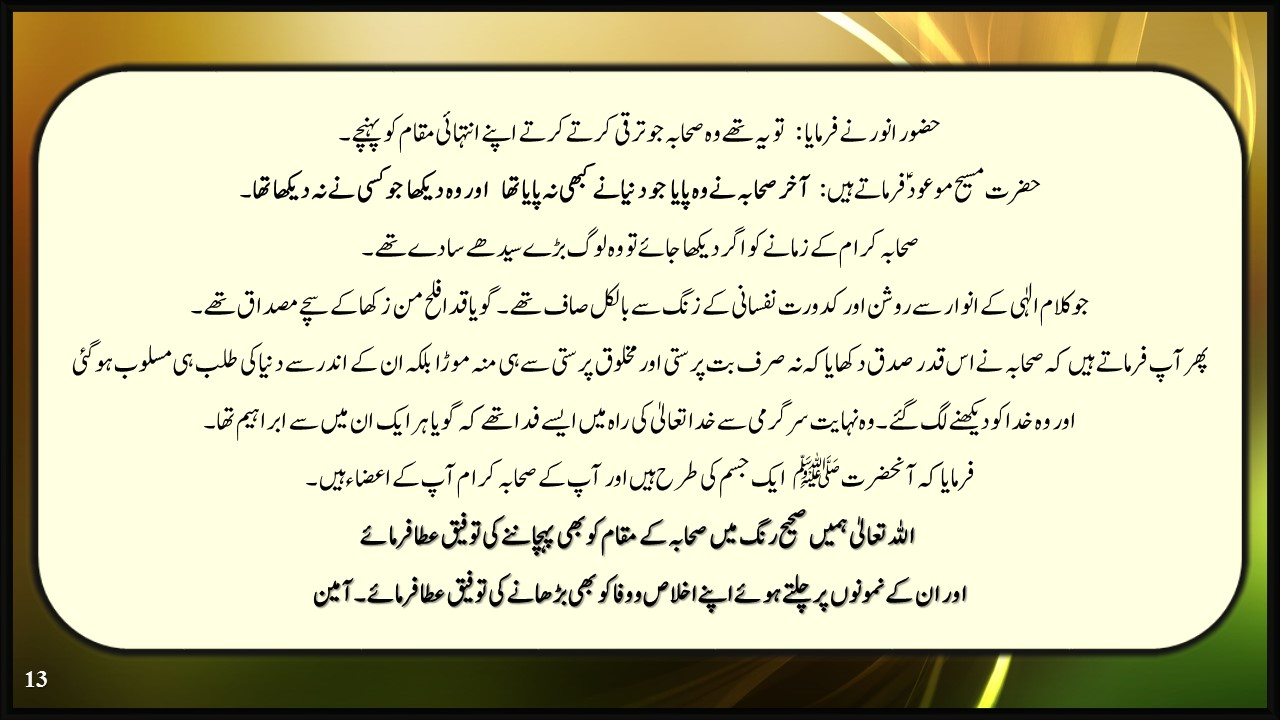 حضور انور نے فرمایا: تو یہ تھے وہ صحابہ جو ترقی کرتے کرتے اپنے انتہائی مقام کو پہنچے۔
حضرت مسیح موعودؑ فرماتے ہیں: آخر صحابہ نے وہ پایا جو دنیا نے کبھی نہ پایا تھا اور وہ دیکھا جو کسی نے نہ دیکھا تھا۔
صحابہ کرام کے زمانے کو اگر دیکھا جائے تو وہ لوگ بڑے سیدھے سادے تھے۔
جو کلام الٰہی کے انوار سے روشن اور کدورت نفسانی کے زنگ سے بالکل صاف تھے۔ گویا قد افلح من زکھا کے سچے مصداق تھے۔
پھر آپ فرماتے ہیں کہ صحابہ نے اس قدر صدق دکھایا کہ نہ صرف بت پرستی اور مخلوق پرستی سے ہی منہ موڑا بلکہ ان کے اندر سے دنیا کی طلب ہی مسلوب ہو گئی
اور وہ خدا کو دیکھنے لگ گئے۔ وہ نہایت سرگرمی سے خدا تعالیٰ کی راہ میں ایسے فدا تھے کہ گویا ہر ایک ان میں سے ابراہیم تھا۔
فرمایا کہ آنحضرت ﷺ ایک جسم کی طرح ہیں اور آپ کے صحابہ کرام آپ کے اعضاء ہیں۔
اللہ تعالیٰ ہمیں صحیح رنگ میں صحابہ کے مقام کو بھی پہچاننے کی توفیق عطا فرمائے
اور ان کے نمونوں پر چلتے ہوئے اپنے اخلاص و وفا کو بھی بڑھانے کی توفیق عطا فرمائے۔ آمین
13